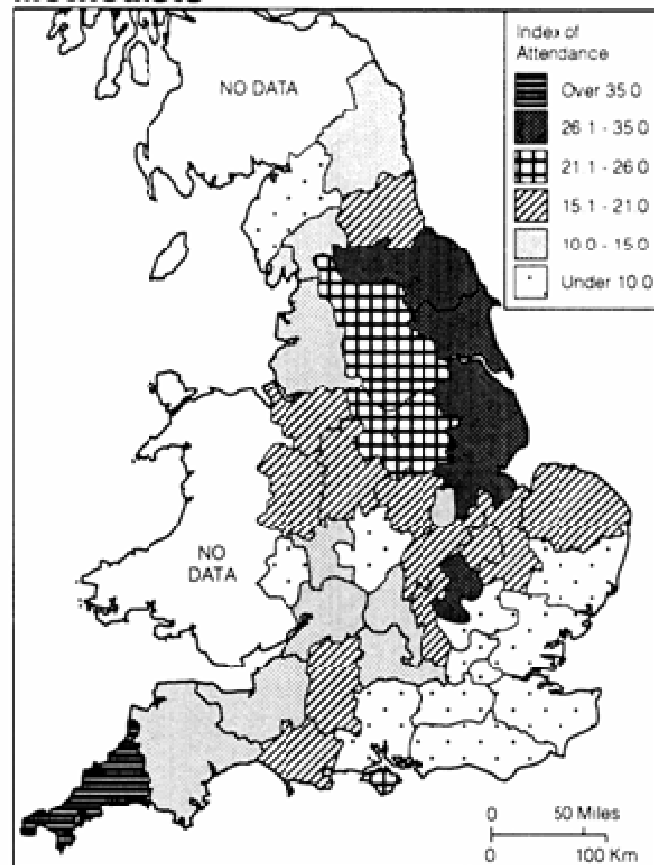 Methodists
NO DATA
Index of
Attendance
Over 35.0
26.1 - 35.0
21.1 - 26.0
15.1 - 21.0
10.0 - 15.0
Under 10.0
NO
DATA
0 50 Miles
0 100 Km